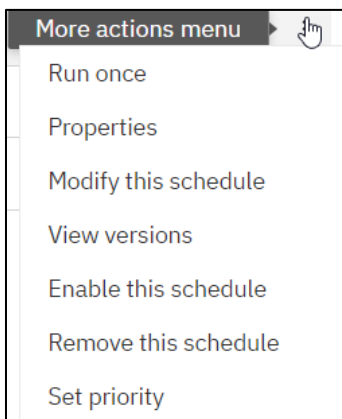 More actions menu
Run once
Properties
Modify this schedule
View versions
Enable this schedule
Remove this schedule
Set priority